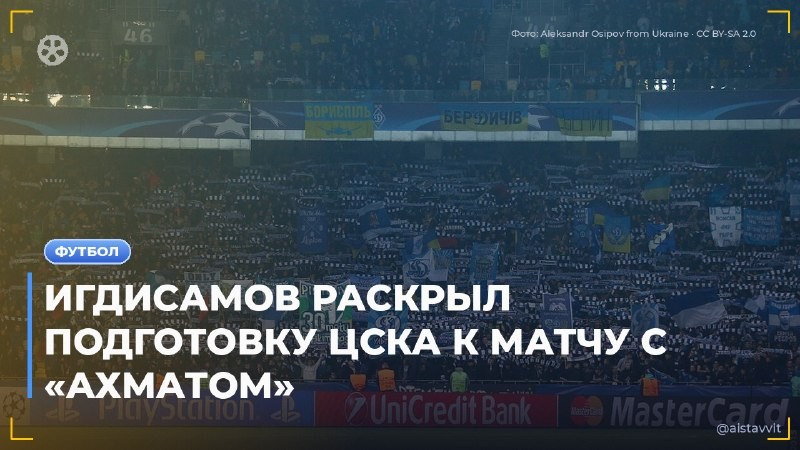 46
Фото: Aleksandr Osipov from Ukraine · CC BY-SA 2.0
БОРИСПІЛЬ
БЕРДИЧІВ
ФУТБОЛ
ИГДИСАМОВ РАСКРЫЛ
ПОДГОТОВКУ ЦСКА К МАТЧУ С
«АХМАТОМ»
PlayStation
UniCredit Bank
MasterCard
@aistavvit